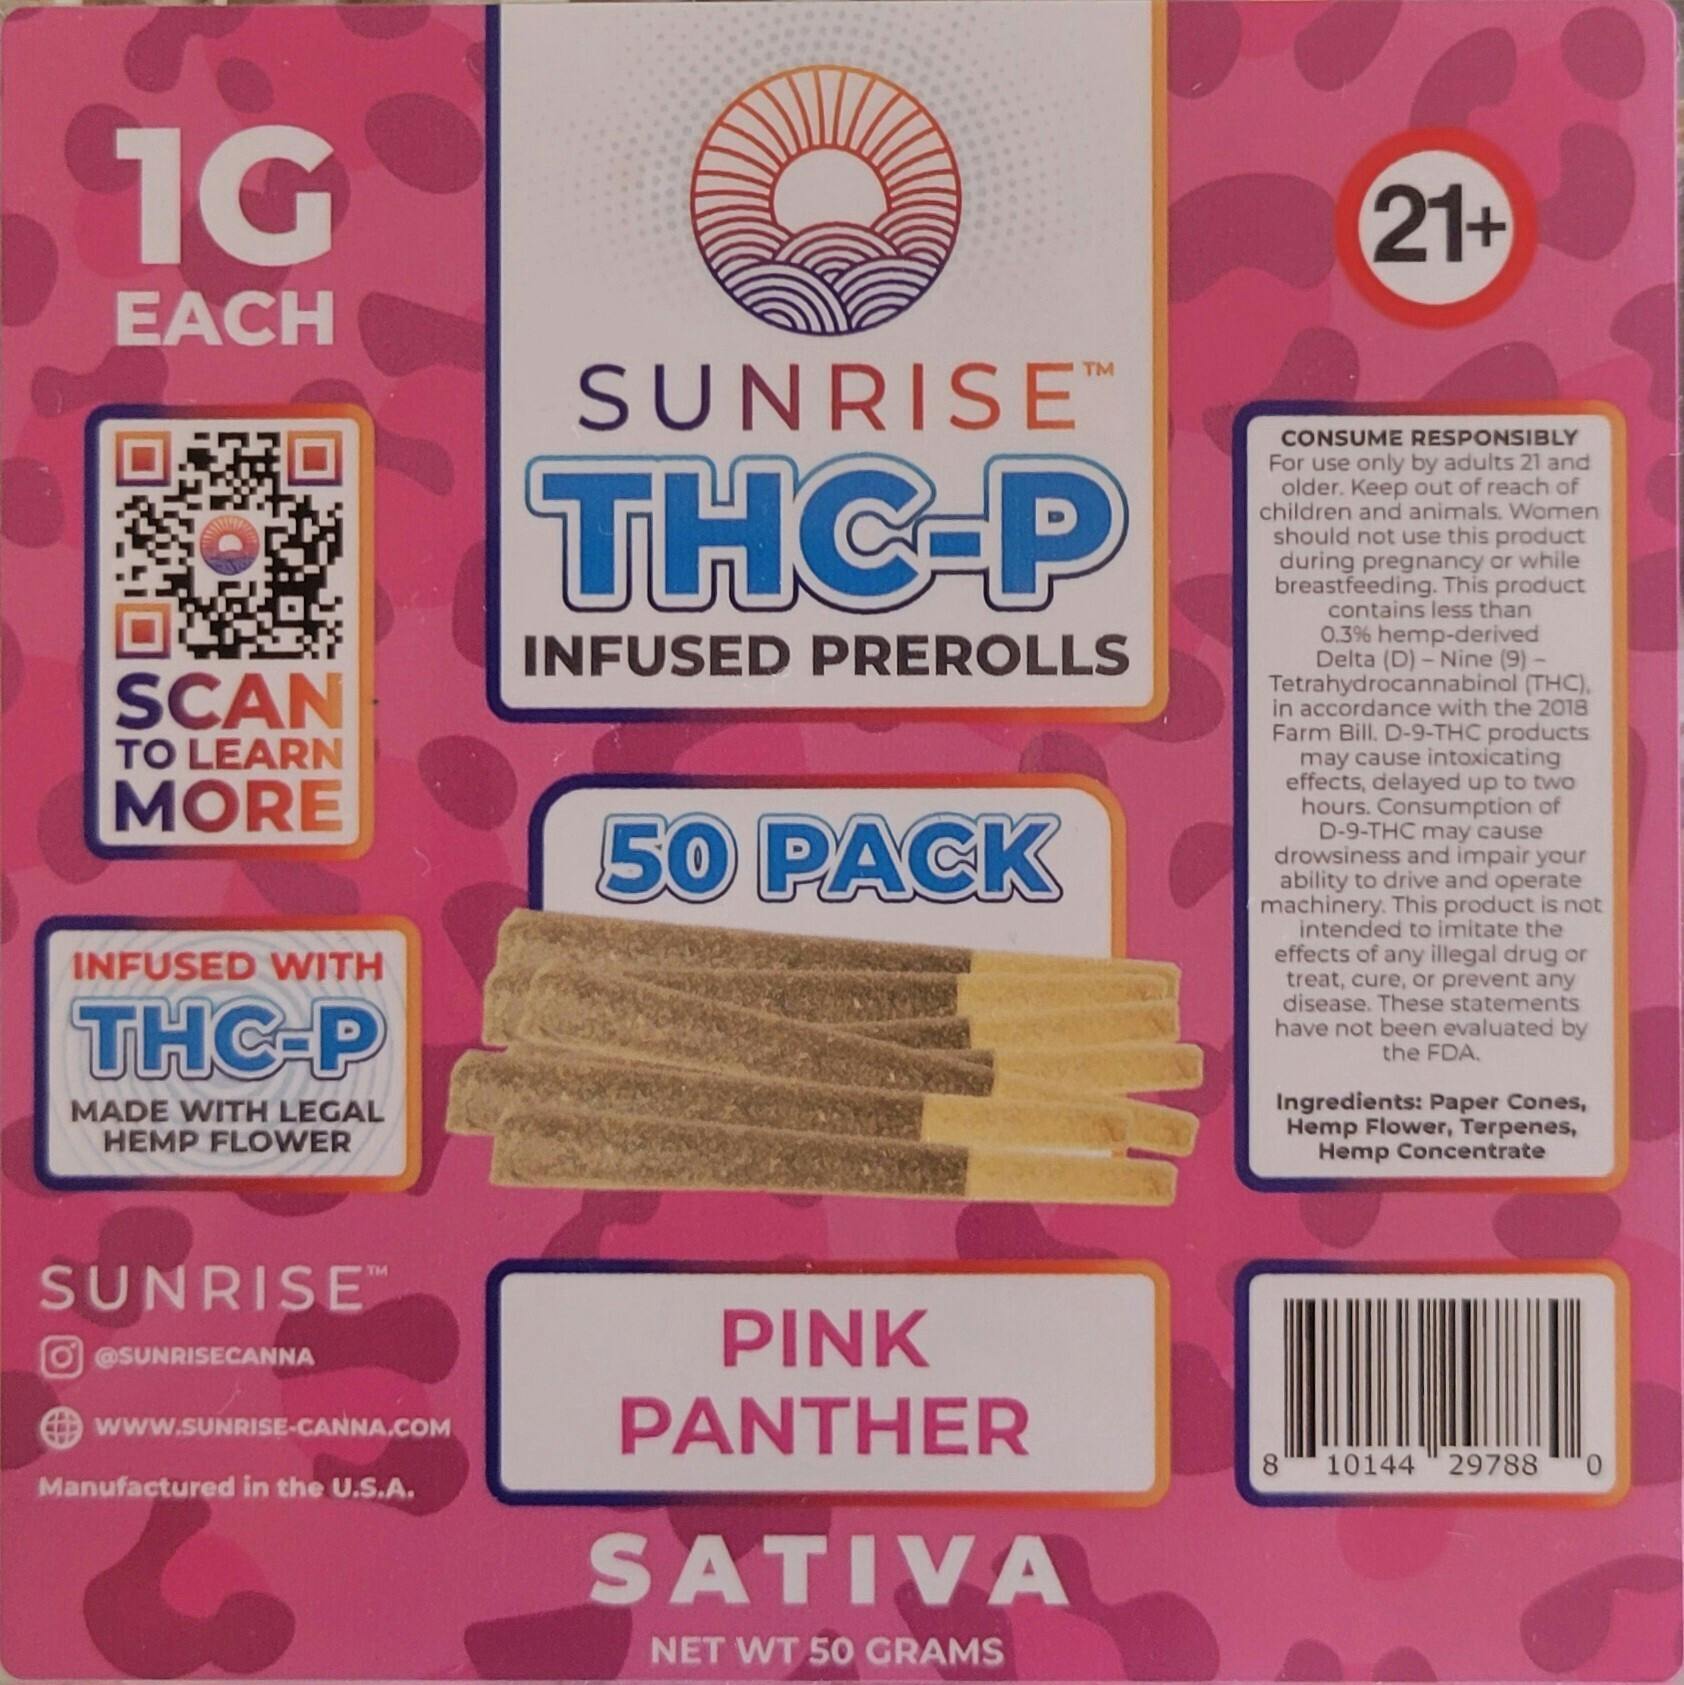 1G
EACH
SCAN
TO LEARN
MORE
INFUSED WITH
THC-P
MADE WITH LEGAL
HEMP FLOWER
SUNRISE™
@SUNRISECANNA
WWW.SUNRISE-CANNA.COM
Manufactured in the U.S.A.
SUNRISE™
THC-P
INFUSED PREROLLS
50 PACK
PINK
PANTHER
SATIVA
NET WT 50 GRAMS
21+
CONSUME RESPONSIBLY
For use only by adults 21 and
older. Keep out of reach of
children and animals. Women
should not use this product
during pregnancy or while
breastfeeding. This product
contains less than
0.3% hemp-derived
Delta (D) – Nine (9) –
Tetrahydrocannabinol (THC),
in accordance with the 2018
Farm Bill. D-9-THC products
may cause intoxicating
effects, delayed up to two
hours. Consumption of
D-9-THC may cause
drowsiness and impair your
ability to drive and operate
machinery. This product is not
intended to imitate the
effects of any illegal drug or
treat, cure, or prevent any
disease. These statements
have not been evaluated by
the FDA.
Ingredients: Paper Cones,
Hemp Flower, Terpenes,
Hemp Concentrate
8 10144 29788 0